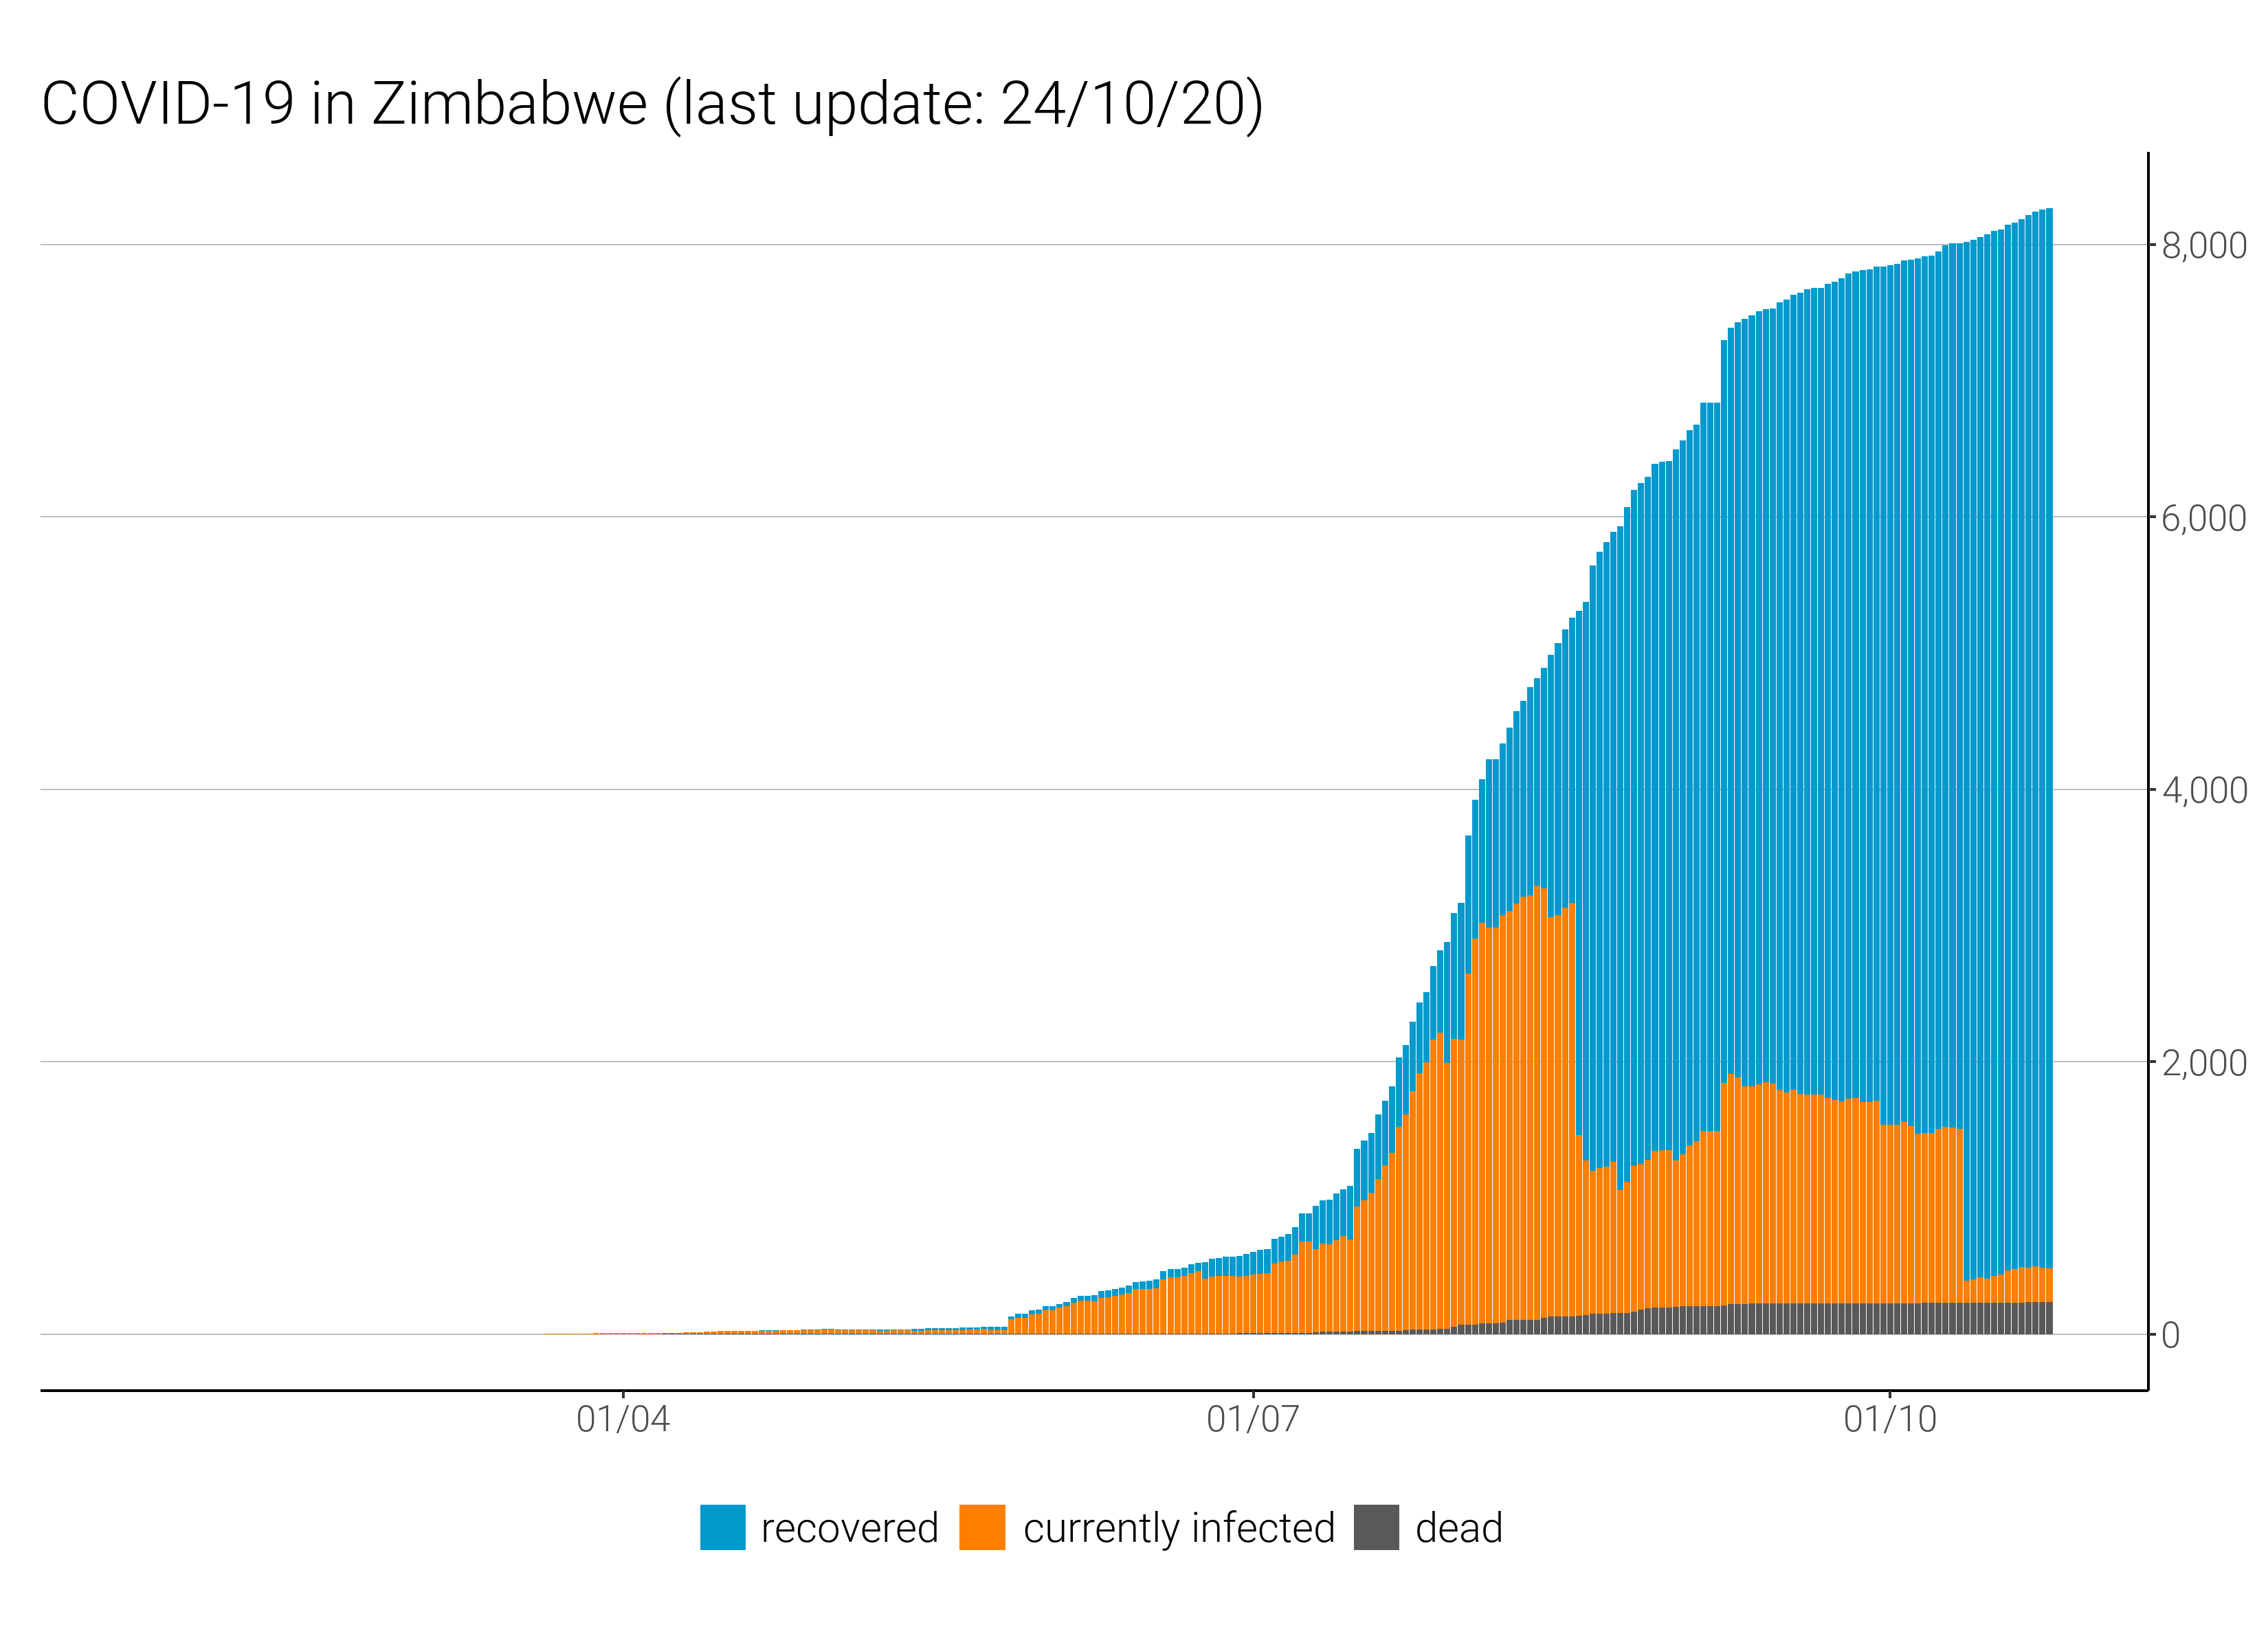 COVID-19 in Zimbabwe (last update: 24/10/20)
8,000
6,000
4,000
2,000
0
01/04 01/07 01/10
recovered currently infected dead